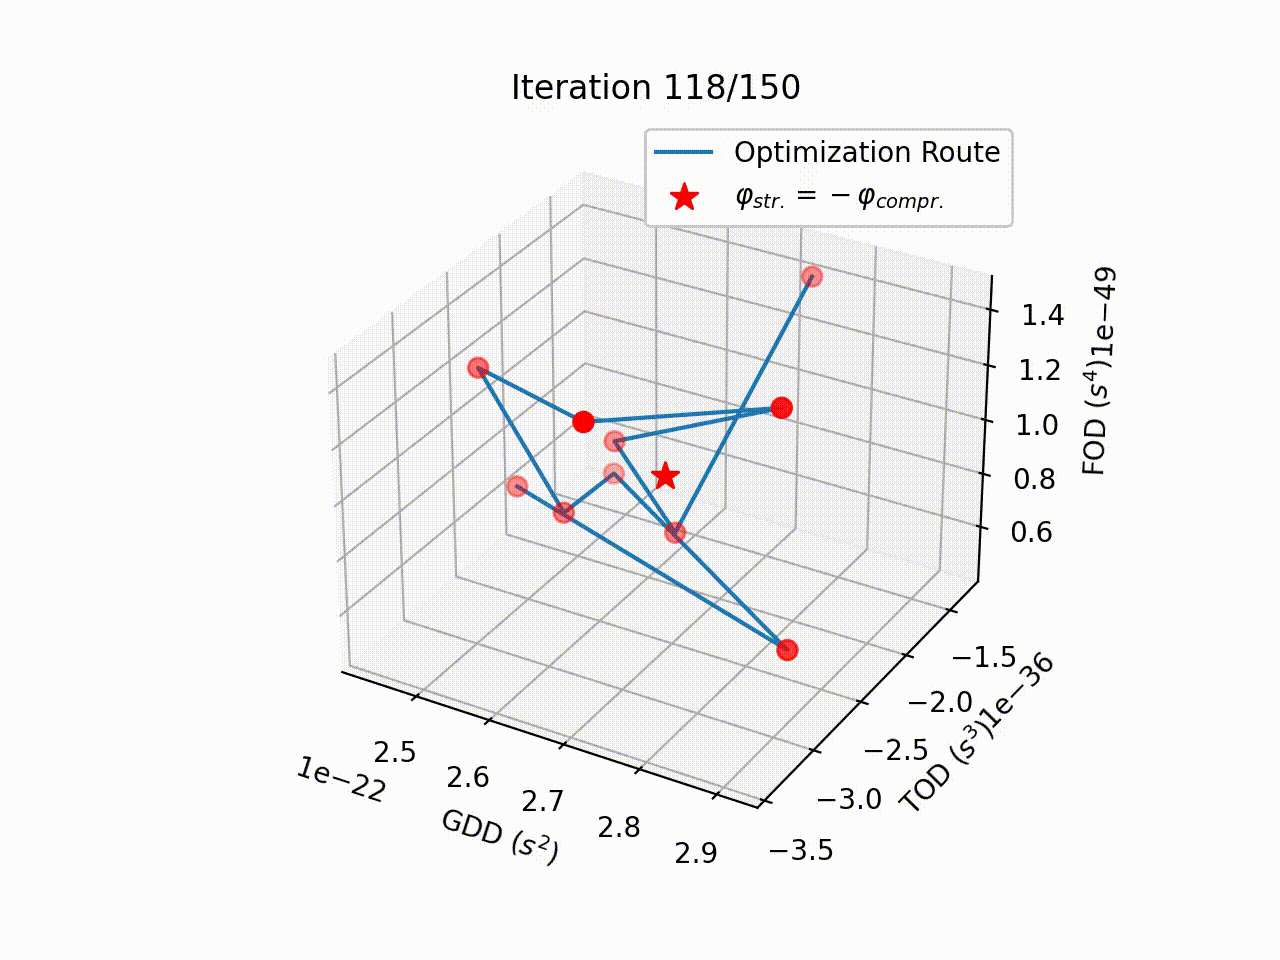 Iteration 118/150
Optimization Route
φstr. = −φcompr.
1.4
1.2
1.0
0.8
0.6
FOD (s⁴)1e−49
−1.5
−2.0
−2.5
−3.0
−3.5
TOD (s³)1e−36
2.5
2.6
2.7
2.8
2.9
1e−22
GDD (s²)